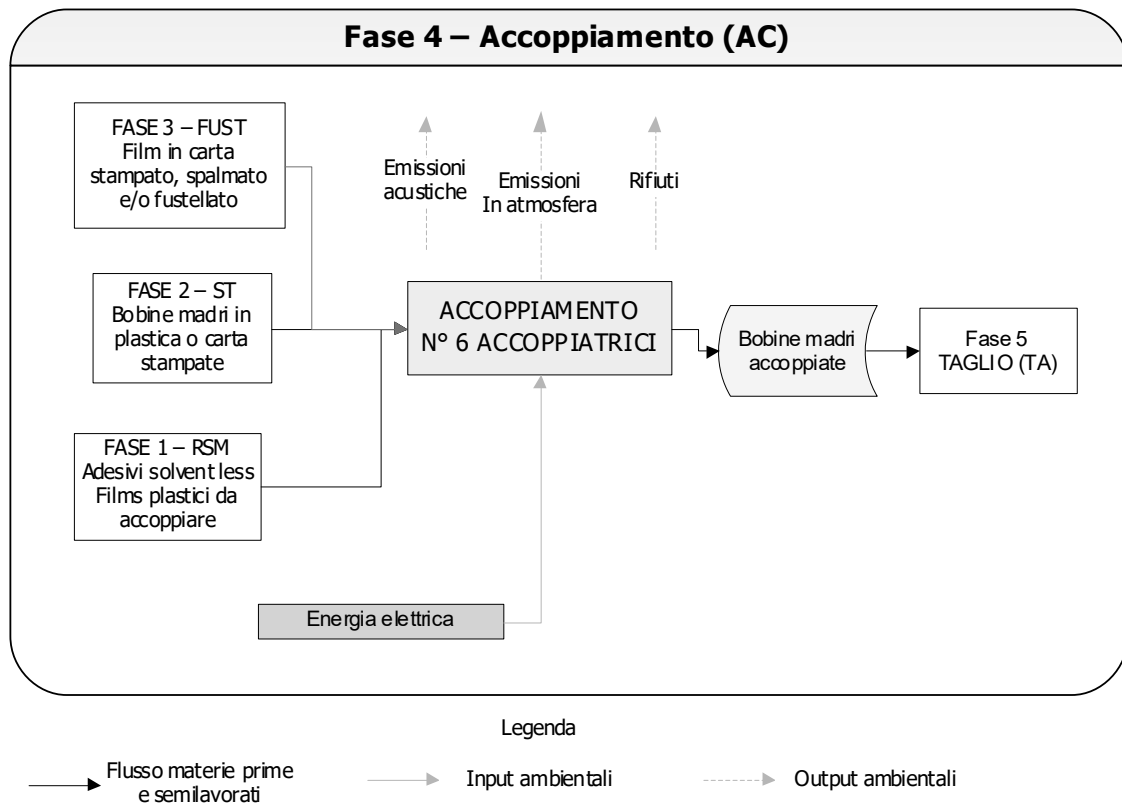 Fase 4 – Accoppiamento (AC)
FASE 3 – FUST
Film in carta
stampato, spalmato
e/o fustellato
Emissioni
acustiche
Emissioni
In atmosfera
Rifiuti
FASE 2 – ST
Bobine madri in
plastica o carta
stampate
ACCOPPIAMENTO
N° 6 ACCOPPIATRICI
Bobine madri
accoppiate
Fase 5
TAGLIO (TA)
FASE 1 – RSM
Adesivi solvent less
Films plastici da
accoppiare
Energia elettrica
Legenda
Flusso materie prime
e semilavorati
Input ambientali
Output ambientali